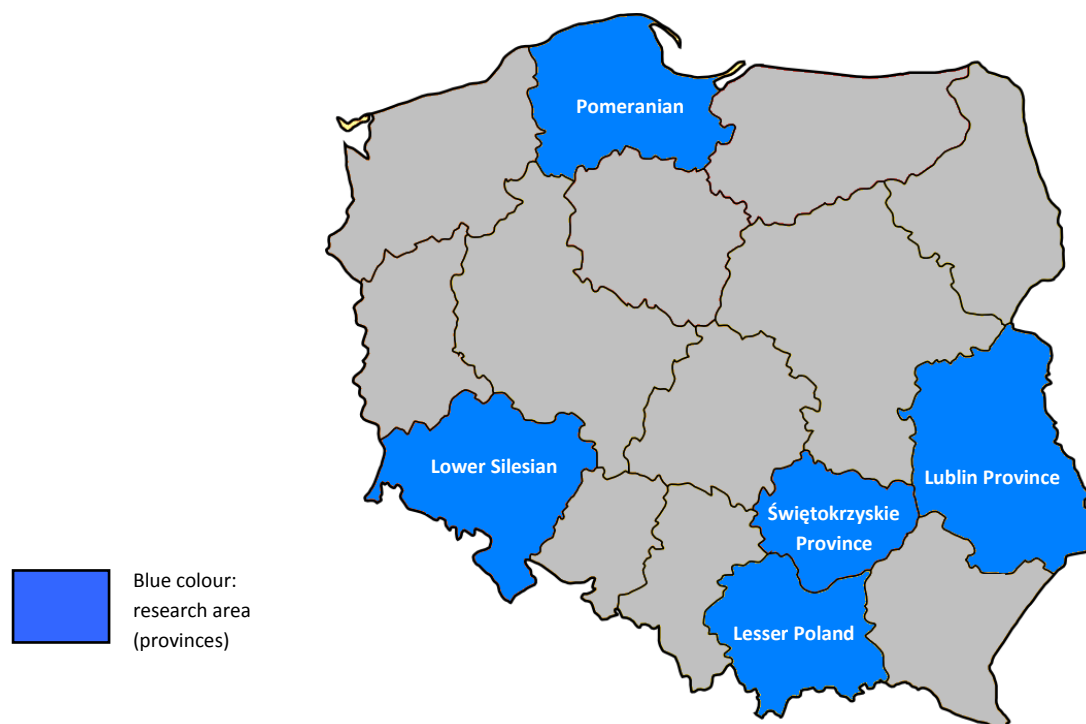 Pomeranian
Lower Silesian
Lublin Province
Świętokrzyskie
Province
Lesser Poland
Blue colour:
research area
(provinces)